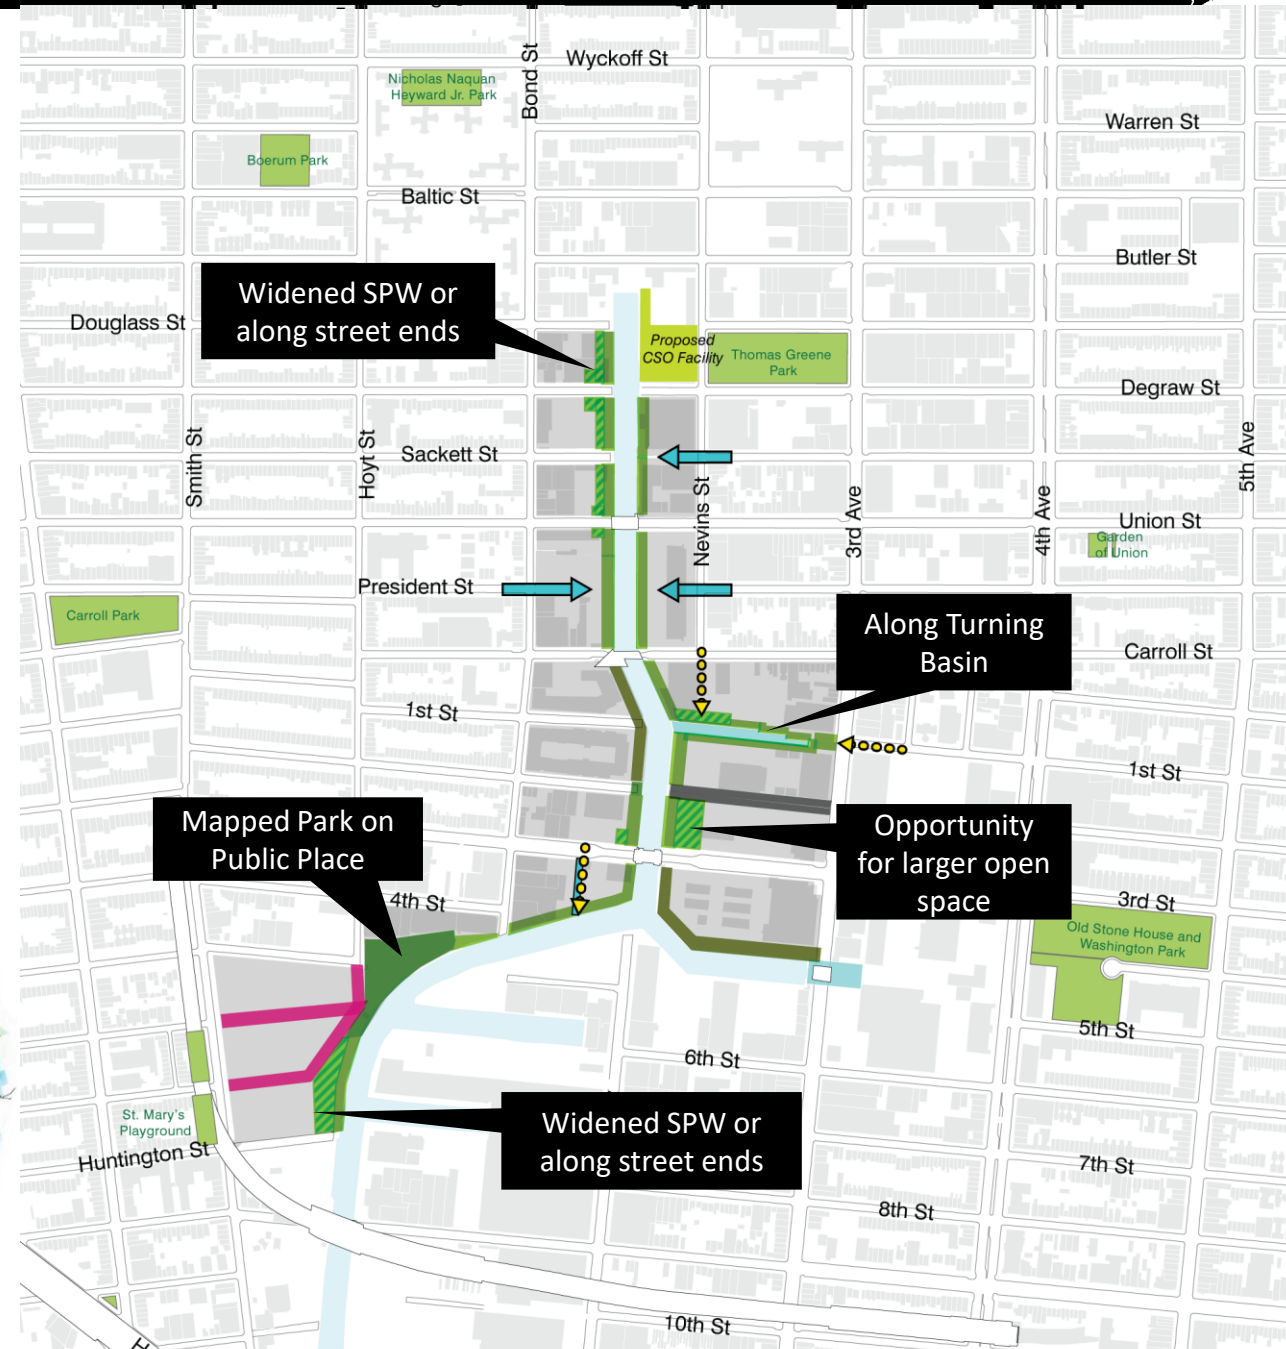 Wyckoff St
Bond St
Nicholas Naquan
Heyward Jr. Park
Warren St
Boerum Park
Baltic St
Butler St
Widened SPW or
along street ends
Douglass St
Proposed
CSO Facility
Thomas Greene
Park
Degraw St
Smith St
Hoyt St
Sackett St
Nevins St
3rd Ave
4th Ave
5th Ave
Union St
Garden
of Union
President St
Carroll Park
Along Turning
Basin
Carroll St
1st St
1st St
Mapped Park on
Public Place
Opportunity
for larger open
space
4th St
3rd St
Old Stone House and
Washington Park
5th St
6th St
St. Mary's
Playground
Huntington St
Widened SPW or
along street ends
7th St
8th St
10th St